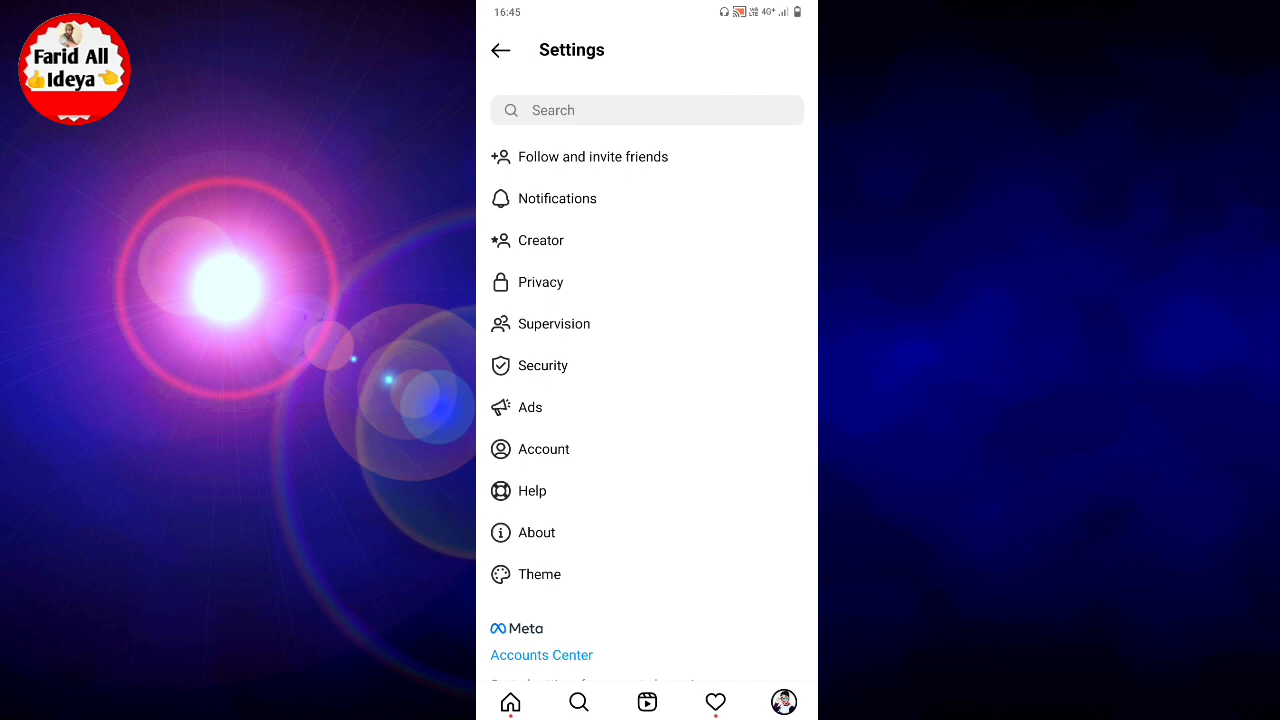 Farid All
Ideya
16:45
4G+
Settings
Search
Follow and invite friends
Notifications
Creator
Privacy
Supervision
Security
Ads
Account
Help
About
Theme
Meta
Accounts Center